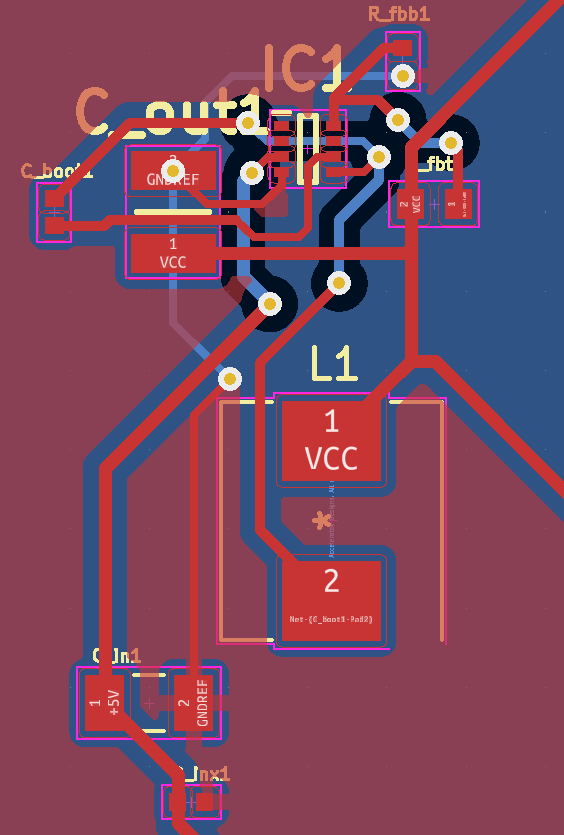 R_fbb1
IC1
C_out1
2
GNDREF
C_boot1
_fbt
2
VCC
1
1
VCC
L1
1
VCC
*
2
Net-(C_boot1-Pad2)
C_in1
1
+5V
2
GNDREF
_inx1